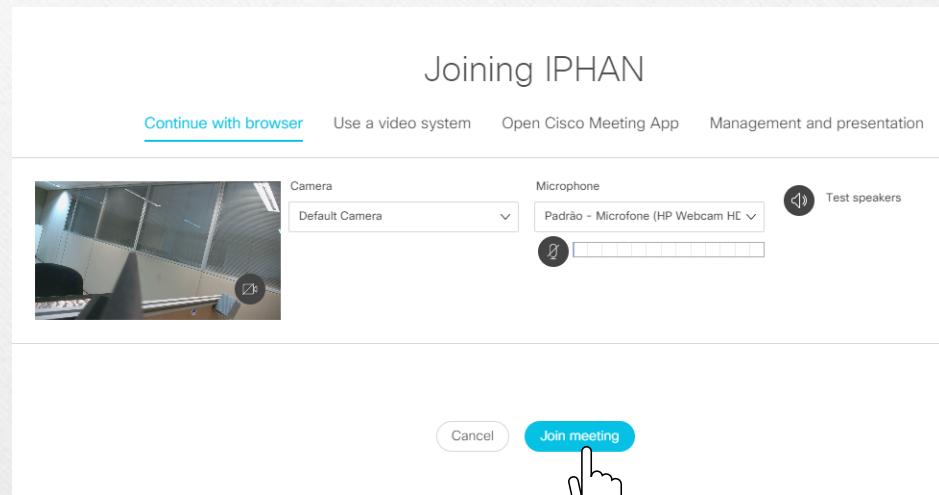 Joining IPHAN
Continue with browser Use a video system Open Cisco Meeting App Management and presentation
Camera Microphone
Test speakers
Default Camera Padrão - Microfone (HP Webcam HD
Cancel Join meeting